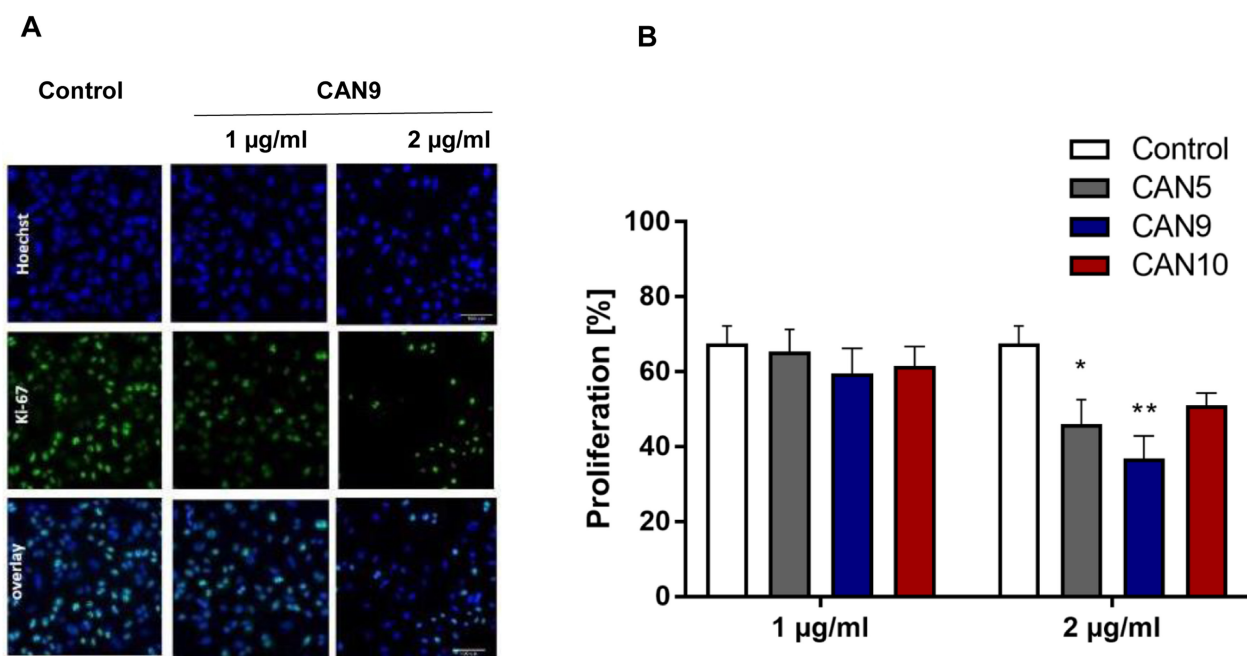 A
Control
CAN9
1 µg/ml
2 µg/ml
Hoechst
Ki-67
overlay
B
Control
CAN5
CAN9
CAN10
Proliferation [%]
100
80
60
40
20
0
*
**
1 µg/ml
2 µg/ml